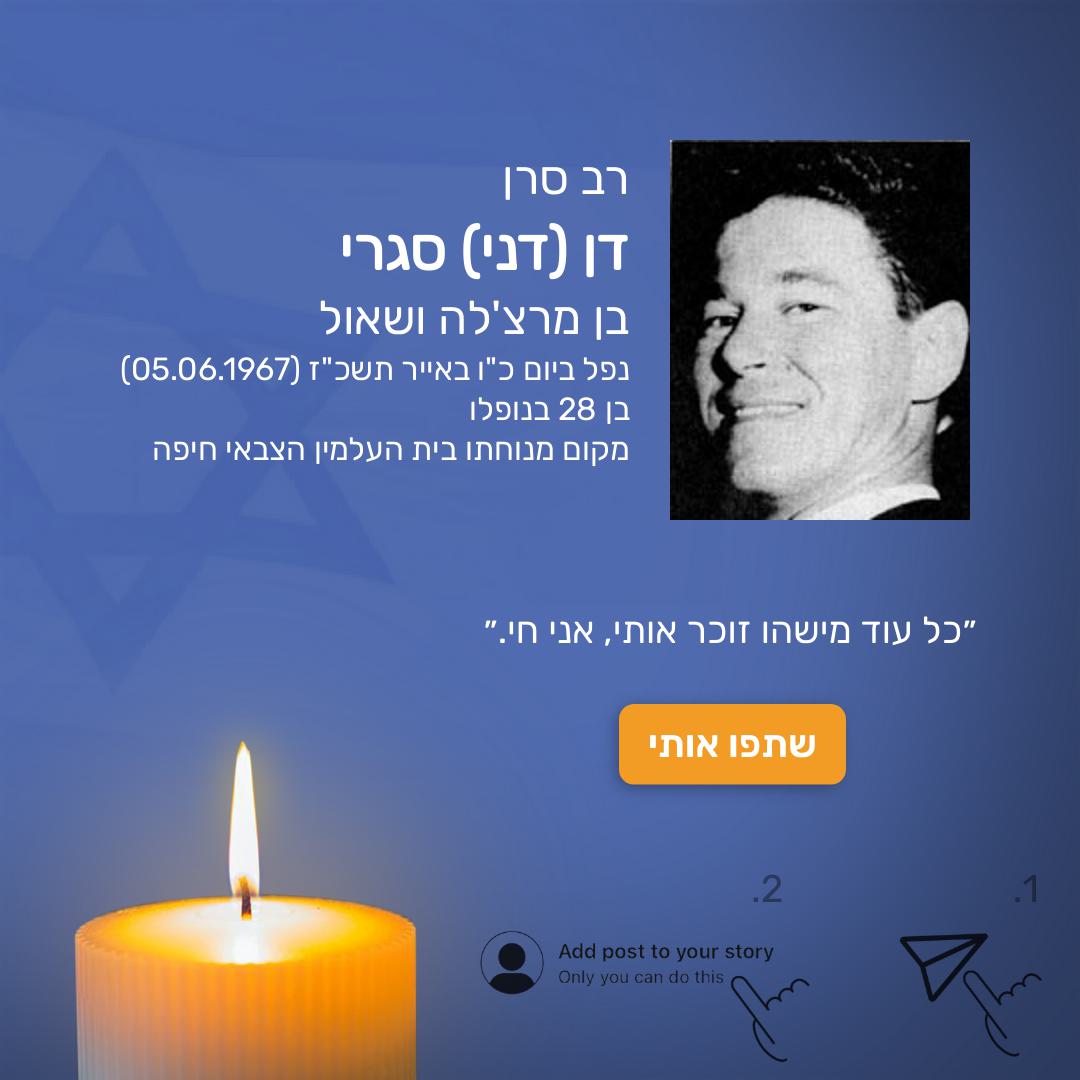 רב סרן
דן (דני) סגרי
בן מרצ'לה ושאול
נפל ביום כ"ו באייר תשכ"ז (05.06.1967)
בן 28 בנופלו
מקום מנוחתו בית העלמין הצבאי חיפה
״כל עוד מישהו זוכר אותי, אני חי.״
שתפו אותי
1.
2.
Add post to your story
Only you can do this